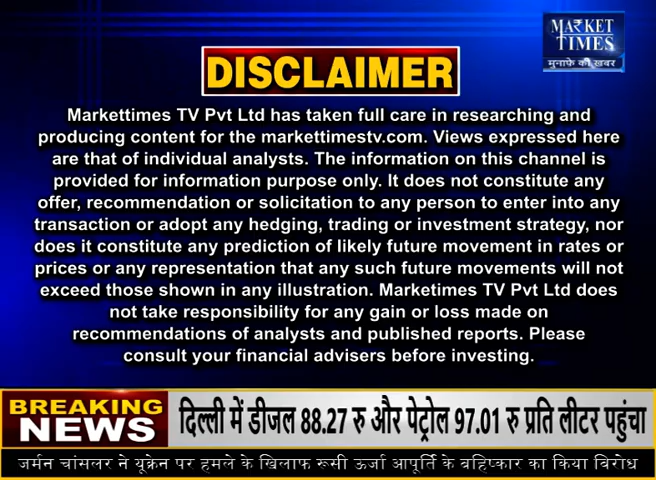 MARKET
TIMES
मुनाफे की खबर
DISCLAIMER
Markettimes TV Pvt Ltd has taken full care in researching and
producing content for the markettimestv.com. Views expressed here
are that of individual analysts. The information on this channel is
provided for information purpose only. It does not constitute any
offer, recommendation or solicitation to any person to enter into any
transaction or adopt any hedging, trading or investment strategy, nor
does it constitute any prediction of likely future movement in rates or
prices or any representation that any such future movements will not
exceed those shown in any illustration. Marketimes TV Pvt Ltd does
not take responsibility for any gain or loss made on
recommendations of analysts and published reports. Please
consult your financial advisers before investing.
BREAKING
NEWS
दिल्ली में डीजल 88.27 रु और पेट्रोल 97.01 रु प्रति लीटर पहुंचा
जर्मन चांसलर ने यूक्रेन पर हमले के खिलाफ रूसी ऊर्जा आपूर्ति के बहिष्कार का किया विरोध